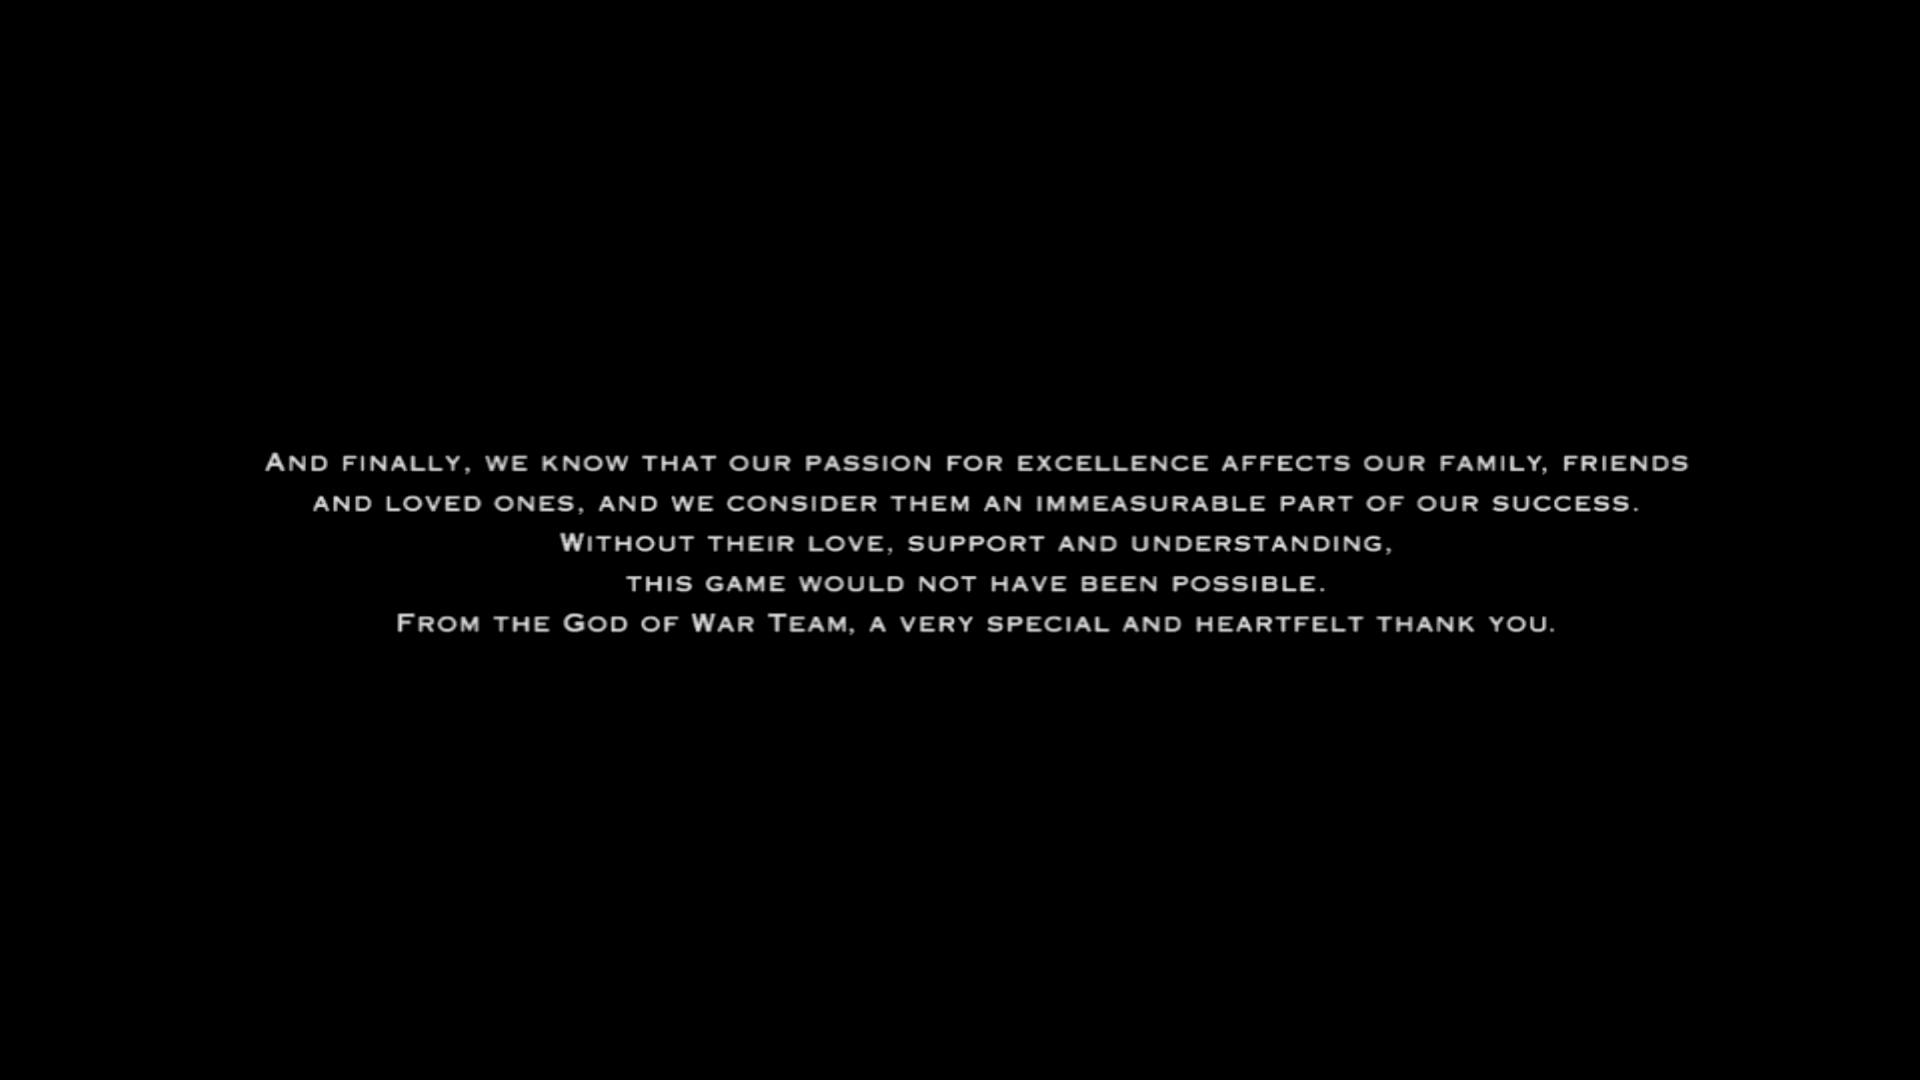 And finally, we know that our passion for excellence affects our family, friends
and loved ones, and we consider them an immeasurable part of our success.
Without their love, support and understanding,
this game would not have been possible.
From the God of War Team, a very special and heartfelt thank you.